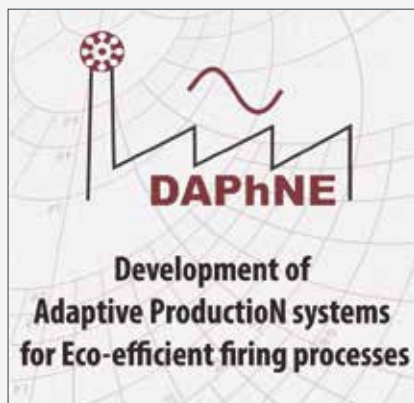 DAPhNE
Development of
Adaptive ProductioN systems
for Eco-efficient firing processes